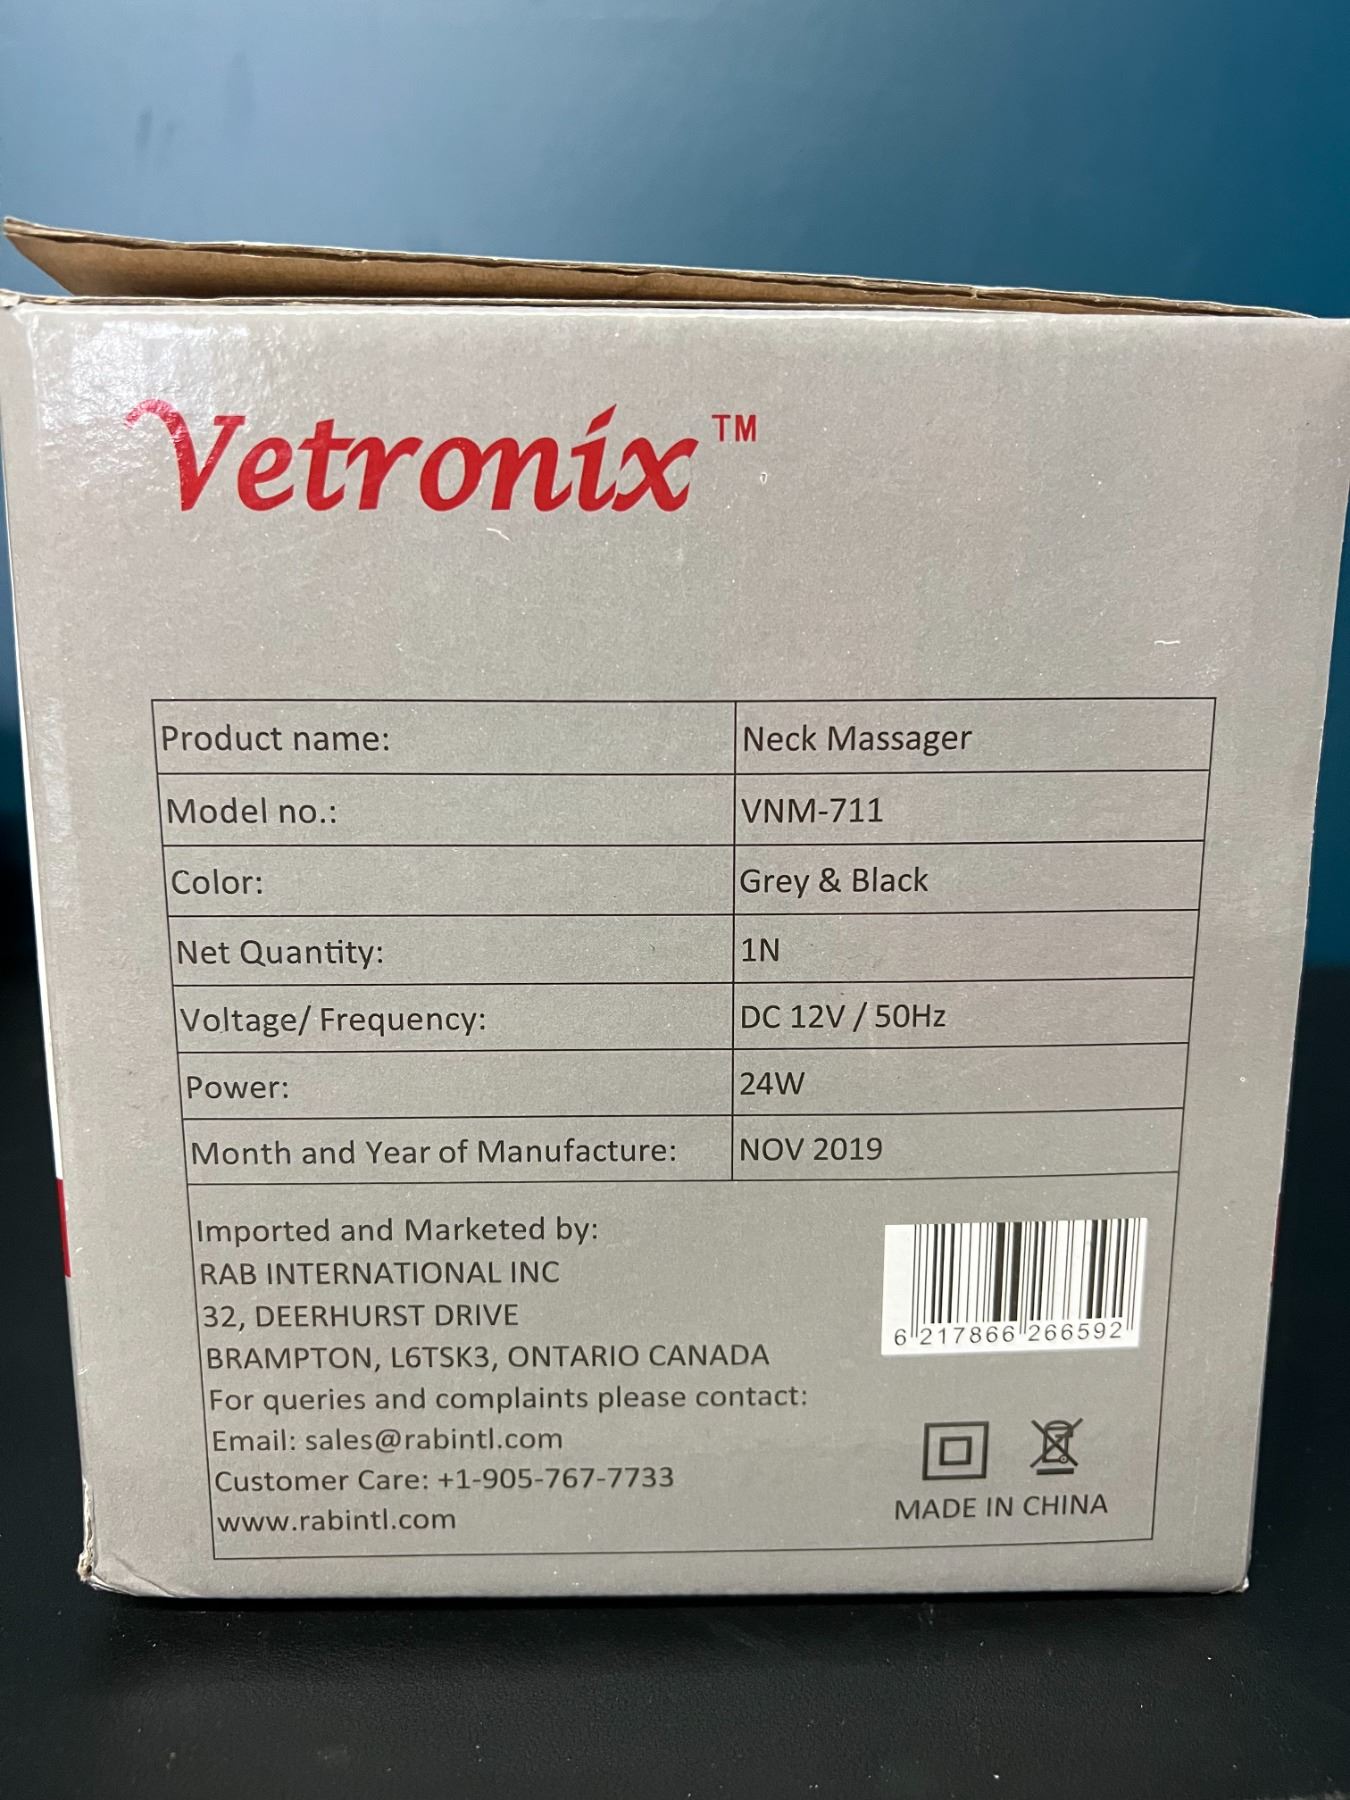 Vetronix™
Product name: Neck Massager
Model no.: VNM-711
Color: Grey & Black
Net Quantity: 1N
Voltage/ Frequency: DC 12V / 50Hz
Power: 24W
Month and Year of Manufacture: NOV 2019
Imported and Marketed by:
RAB INTERNATIONAL INC
32, DEERHURST DRIVE
BRAMPTON, L6TSK3, ONTARIO CANADA
For queries and complaints please contact:
Email: sales@rabintl.com
Customer Care: +1-905-767-7733
www.rabintl.com
6 217866 266592
MADE IN CHINA